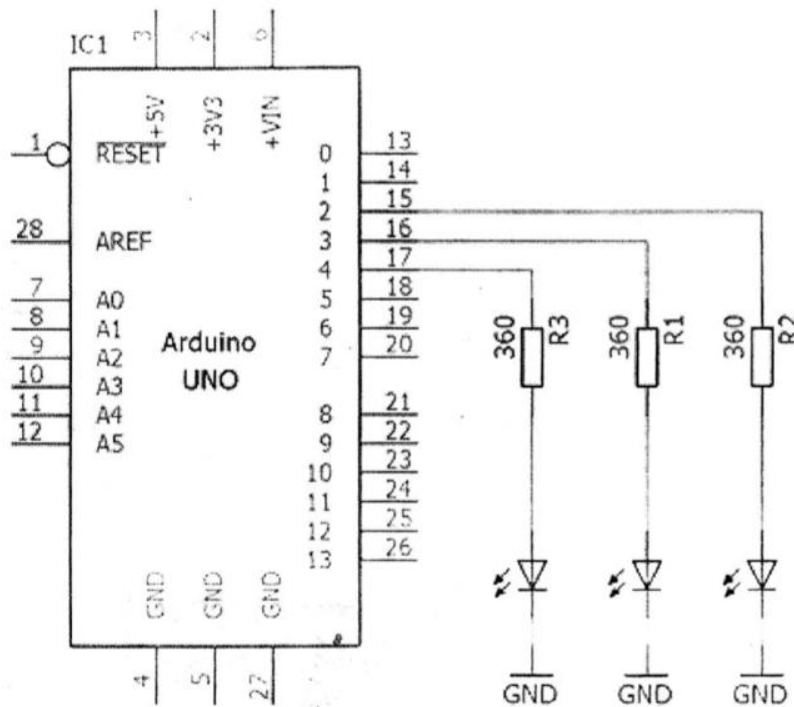 IC1
3
2
6
+5V
+3V3
+VIN
1
RESET
0
13
1
14
2
15
28
AREF
3
16
4
17
7
A0
5
18
8
A1
6
19
9
A2
7
20
10
A3
11
A4
8
21
12
A5
9
22
10
23
11
24
12
25
13
26
Arduino
UNO
360
R3
360
R1
360
R2
GND
GND
GND
4
5
27
GND
GND
GND